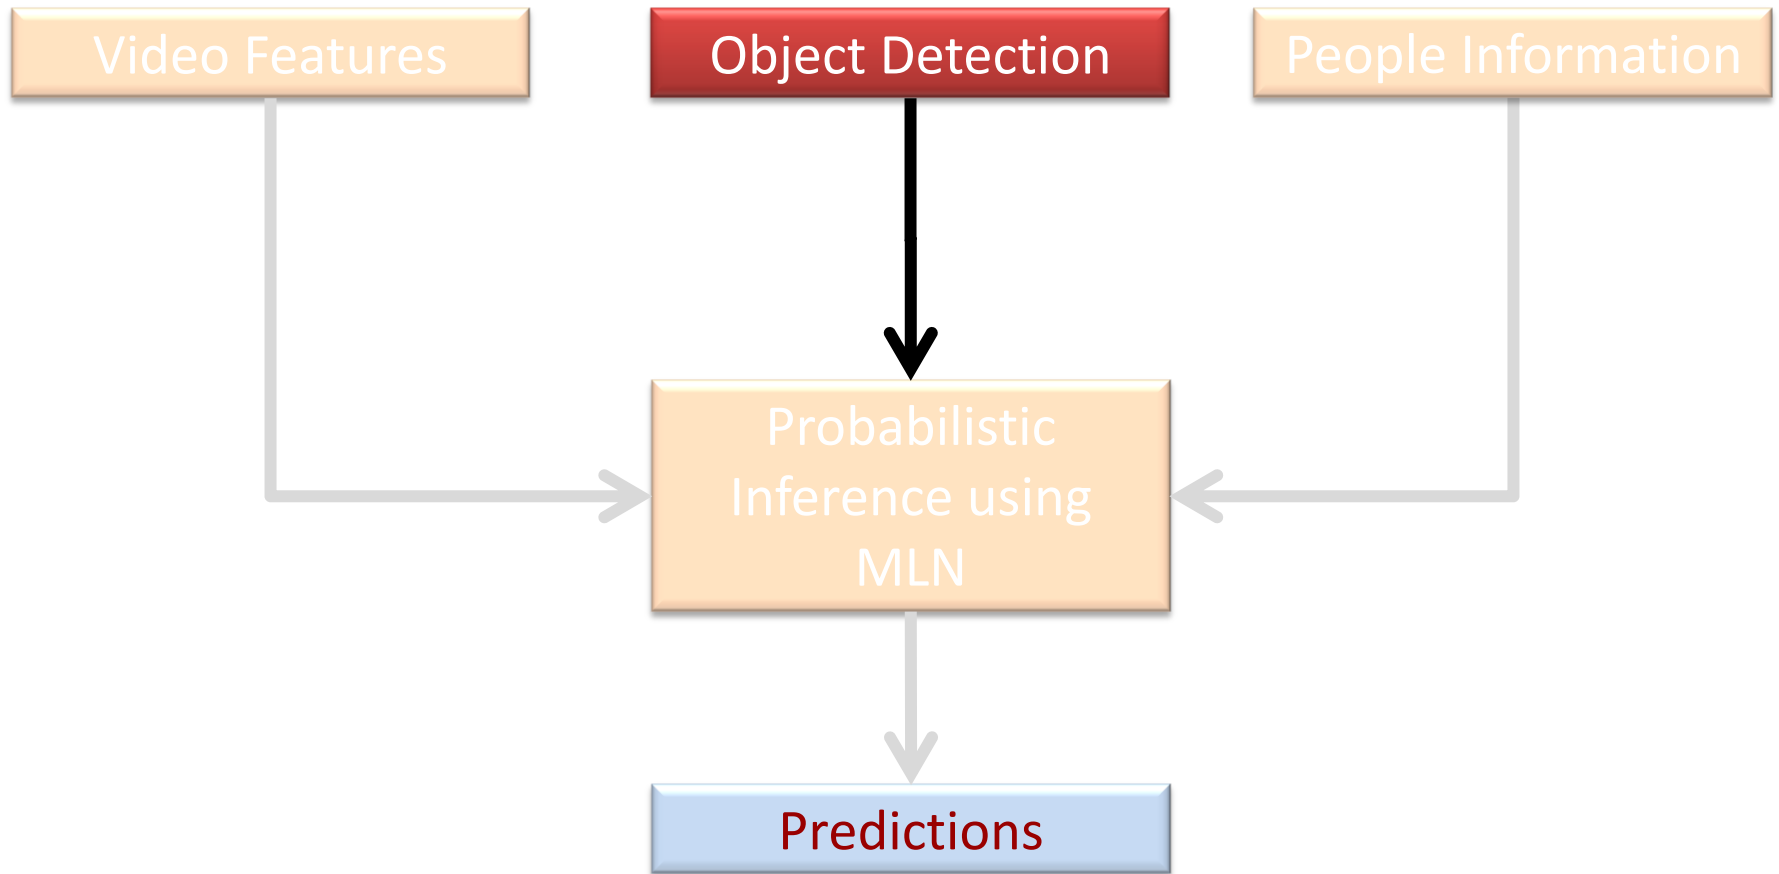 Video Features
Object Detection
People Information
Probabilistic
Inference using
MLN
Predictions